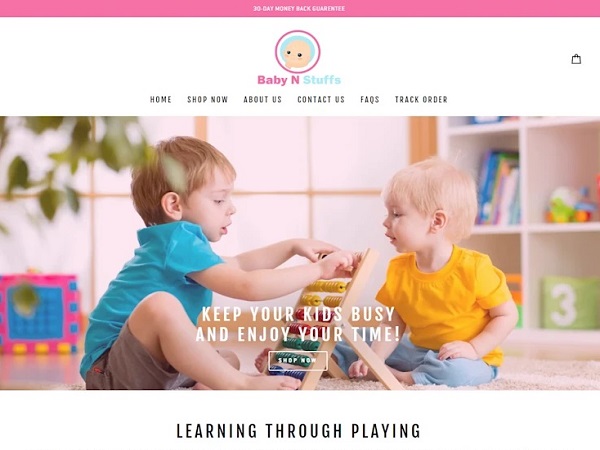 30-DAY MONEY BACK GUARENTEE
Baby N Stuffs
HOME SHOP NOW ABOUT US CONTACT US FAQS TRACK ORDER
3
KEEP YOUR KIDS BUSY
AND ENJOY YOUR TIME!
SHOP NOW
LEARNING THROUGH PLAYING